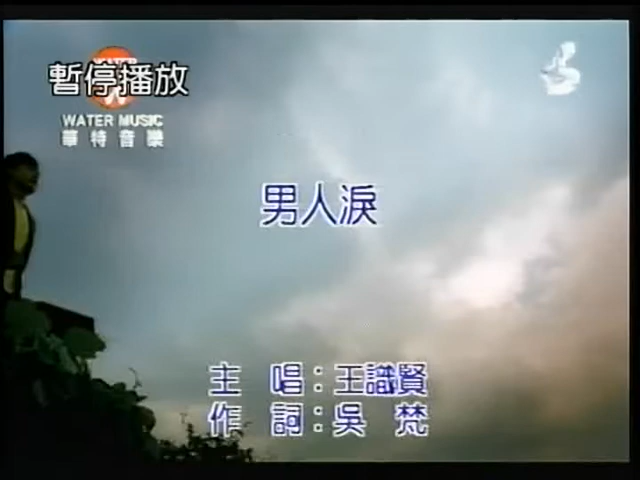 暫停播放
WATER MUSIC
華特音樂
男人淚
主 唱：王識賢
作 詞：吳 梵